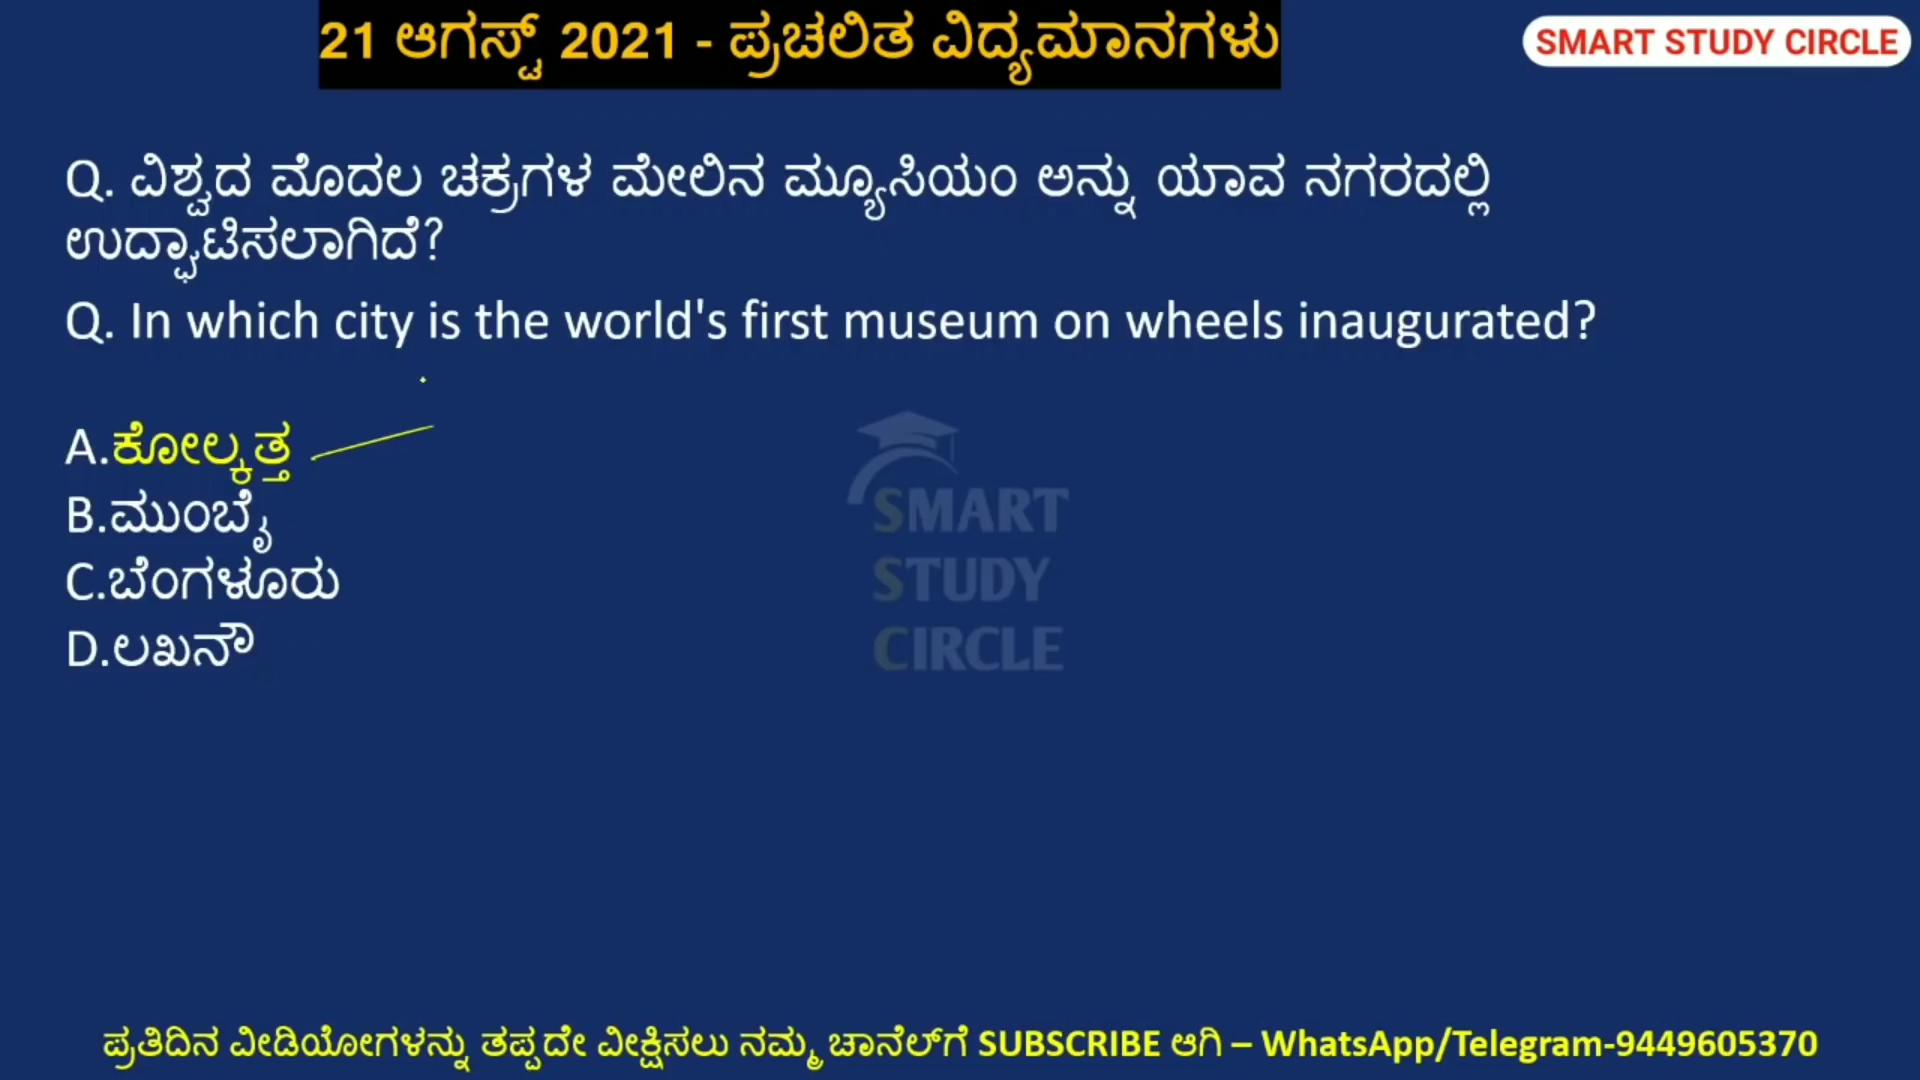 21 ಆಗಸ್ಟ್ 2021 - ಪ್ರಚಲಿತ ವಿದ್ಯಮಾನಗಳು
SMART STUDY CIRCLE
Q. ವಿಶ್ವದ ಮೊದಲ ಚಕ್ರಗಳ ಮೇಲಿನ ಮ್ಯೂಸಿಯಂ ಅನ್ನು ಯಾವ ನಗರದಲ್ಲಿ
ಉದ್ಘಾಟಿಸಲಾಗಿದೆ?
Q. In which city is the world's first museum on wheels inaugurated?
A.ಕೋಲ್ಕತ್ತ
B.ಮುಂಬೈ
C.ಬೆಂಗಳೂರು
D.ಲಖನೌ
SMART
STUDY
CIRCLE
ಪ್ರತಿದಿನ ವೀಡಿಯೋಗಳನ್ನು ತಪ್ಪದೇ ವೀಕ್ಷಿಸಲು ನಮ್ಮ ಚಾನೆಲ್‌ಗೆ SUBSCRIBE ಆಗಿ – WhatsApp/Telegram-9449605370